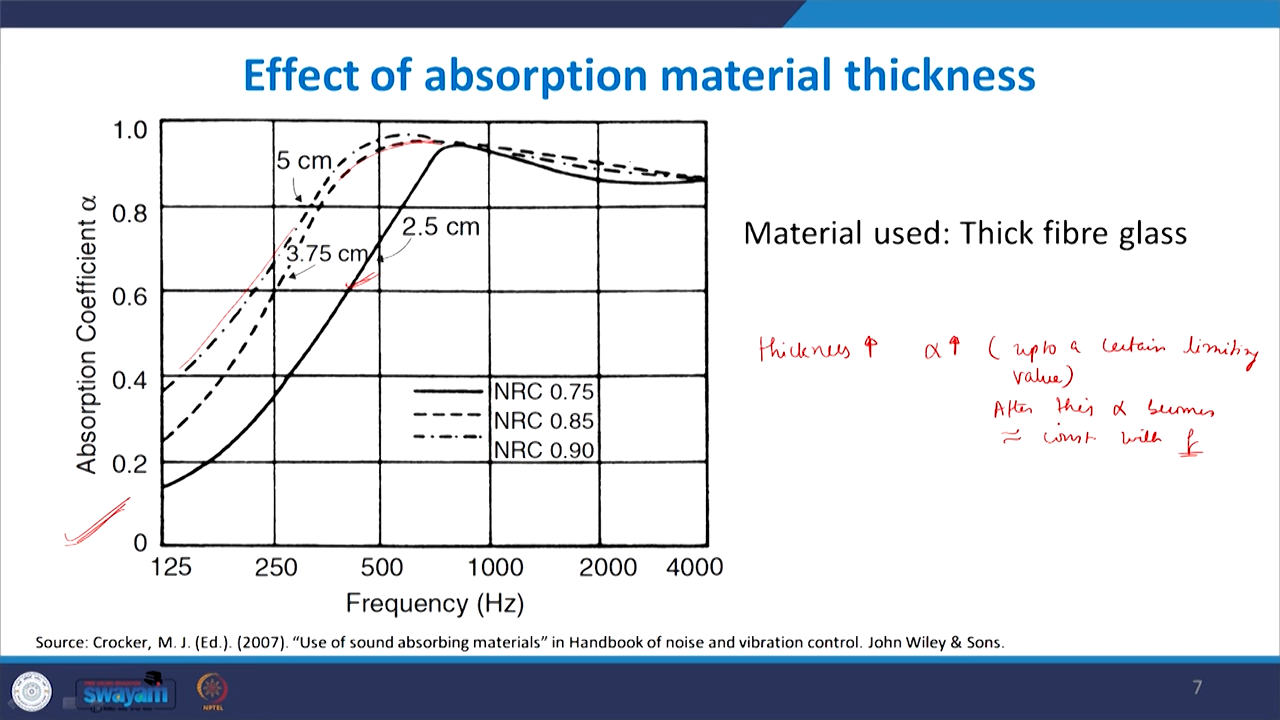 Effect of absorption material thickness
Absorption Coefficient α
1.0
0.8
0.6
0.4
0.2
0
5 cm
3.75 cm
2.5 cm
NRC 0.75
NRC 0.85
NRC 0.90
125 250 500 1000 2000 4000
Frequency (Hz)
Material used: Thick fibre glass
thickness ↑ α↑ ( upto a certain limiting
value)
After this α becomes
≈ const with f
Source: Crocker, M. J. (Ed.). (2007). “Use of sound absorbing materials” in Handbook of noise and vibration control. John Wiley & Sons.
swayam
NPTEL
7